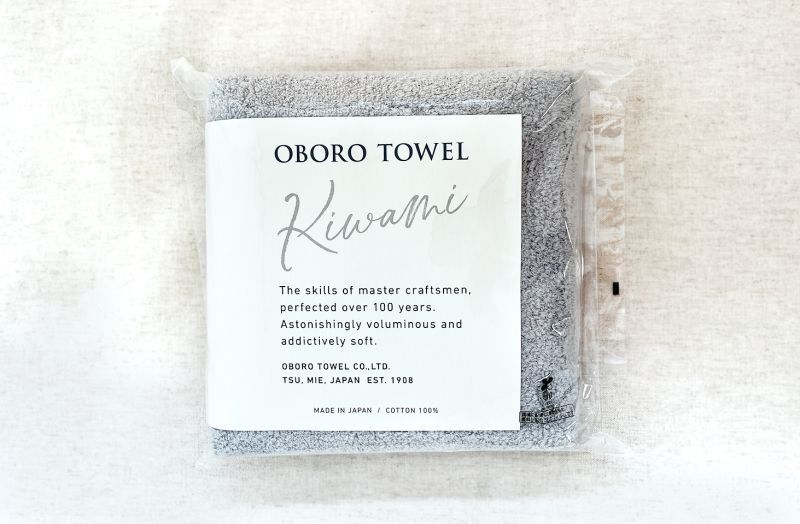 OBORO TOWEL
Kiwami
The skills of master craftsmen,
perfected over 100 years.
Astonishingly voluminous and
addictively soft.
OBORO TOWEL CO.,LTD.
TSU, MIE, JAPAN EST. 1908
MADE IN JAPAN / COTTON 100%